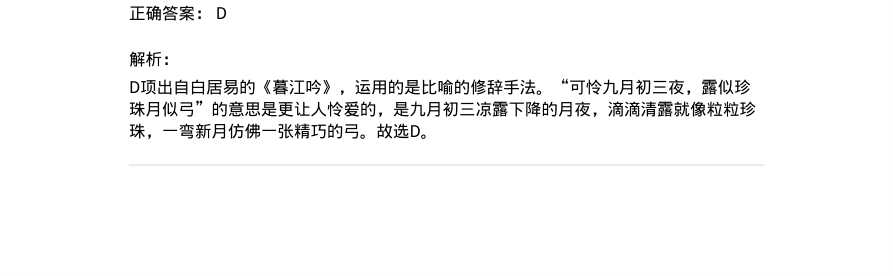 正确答案： D
解析：
D项出自白居易的《暮江吟》，运用的是比喻的修辞手法。“可怜九月初三夜，露似珍
珠月似弓”的意思是更让人怜爱的，是九月初三凉露下降的月夜，滴滴清露就像粒粒珍
珠，一弯新月仿佛一张精巧的弓。故选D。